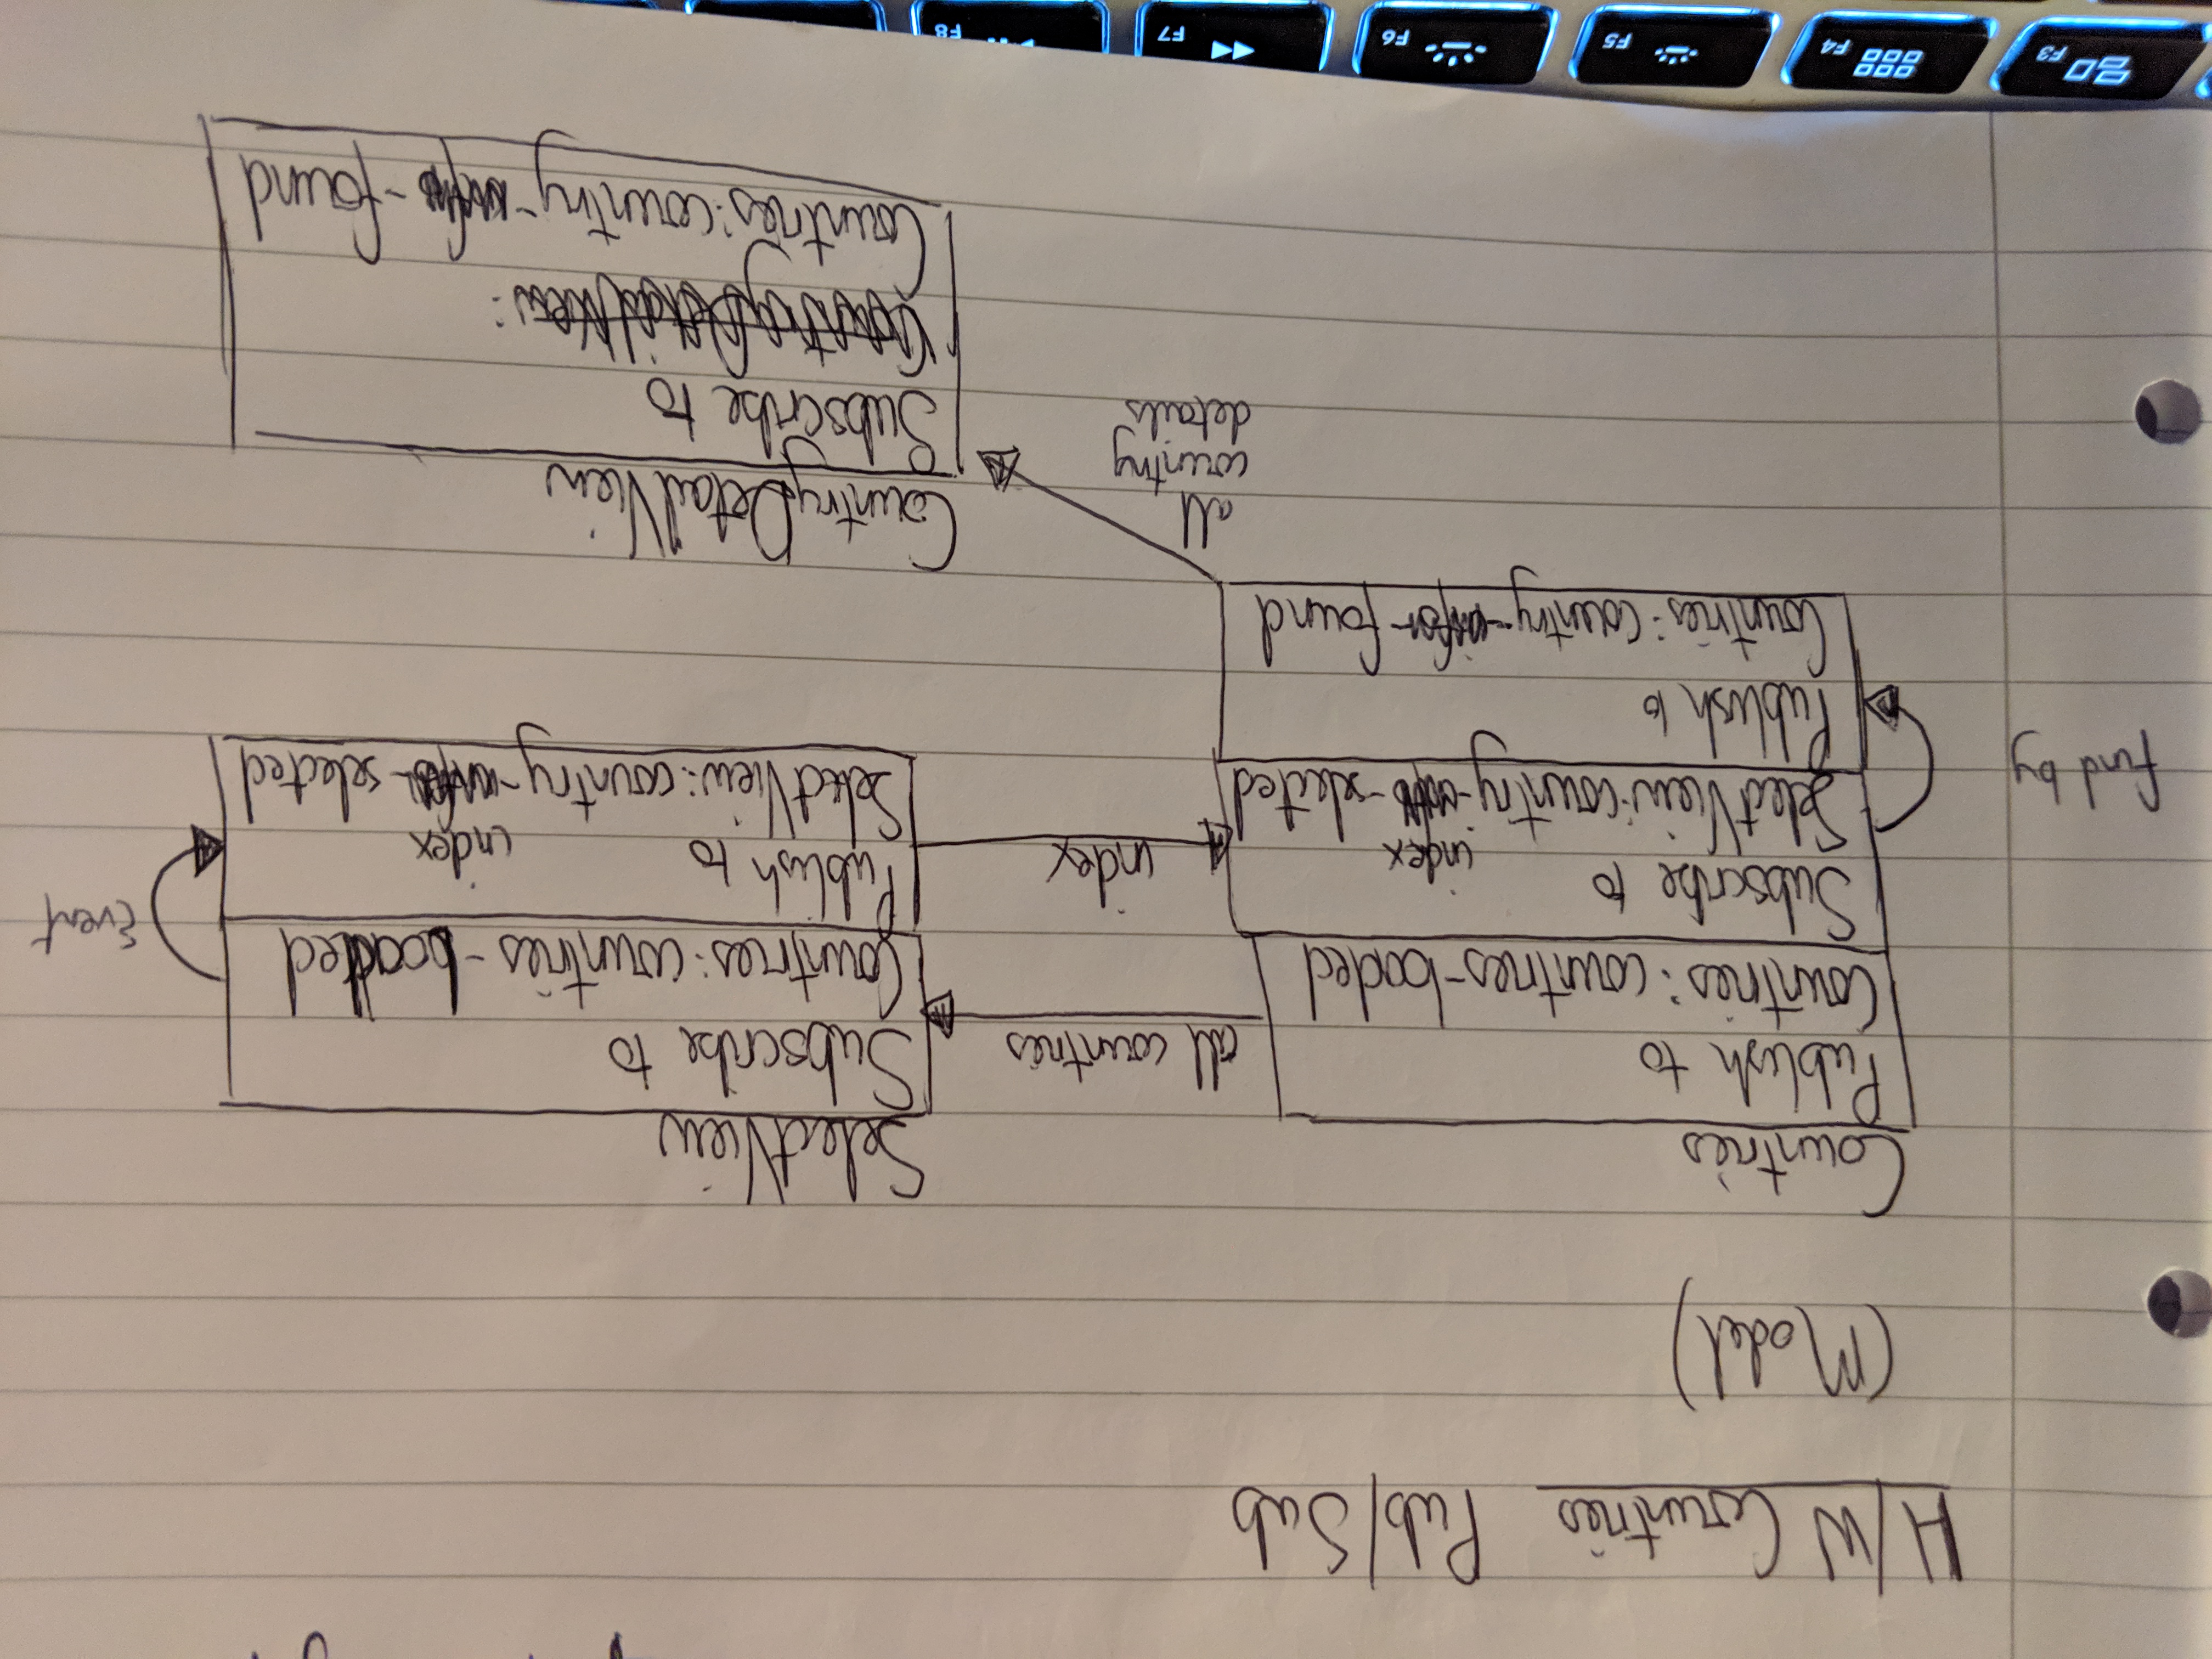 H/W Countries Pub/Sub
(Model)
Countries
Publish to
Countries: countries-loaded
Subscribe to
index
SelectView:country- -selected
Publish to
Countries: country- found
find by
all countries
index
SelectView
Subscribe to
Countries: countries-loaded
Publish to
index
SelectView: country- selected
Event
all
country
details
CountryDetailView
Subscribe to
CountryDetailView:
Countries:country- -found
F3
F4
F5
F6
F7
F8